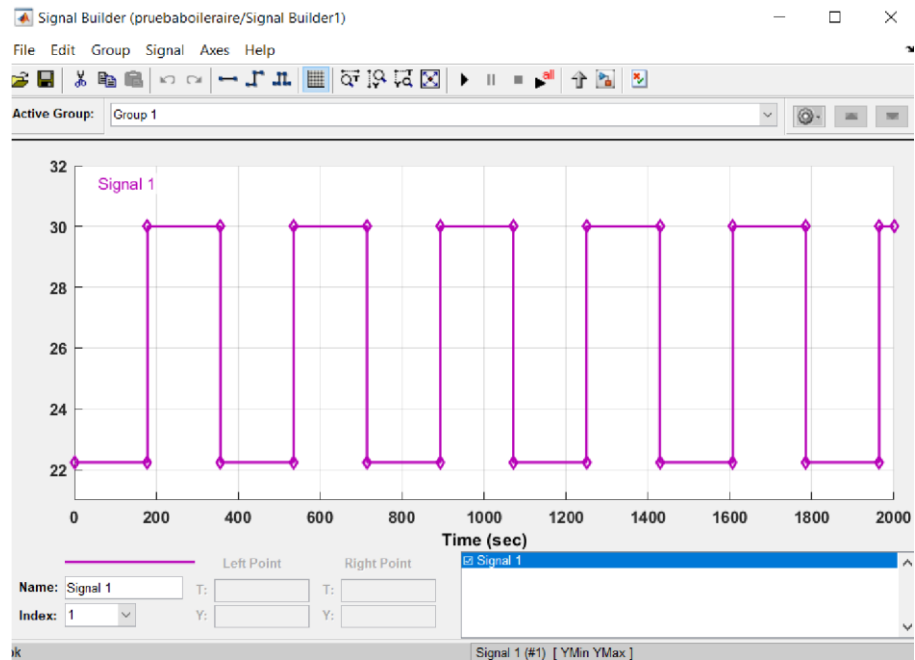 Signal Builder (pruebaboileraire/Signal Builder1)
File Edit Group Signal Axes Help
all
Active Group: Group 1
32
Signal 1
30
28
26
24
22
0 200 400 600 800 1000 1200 1400 1600 1800 2000
Time (sec)
Left Point Right Point
Signal 1
Name: Signal 1 T: T:
Index: 1 Y: Y:
Signal 1 (#1) [ YMin YMax ]